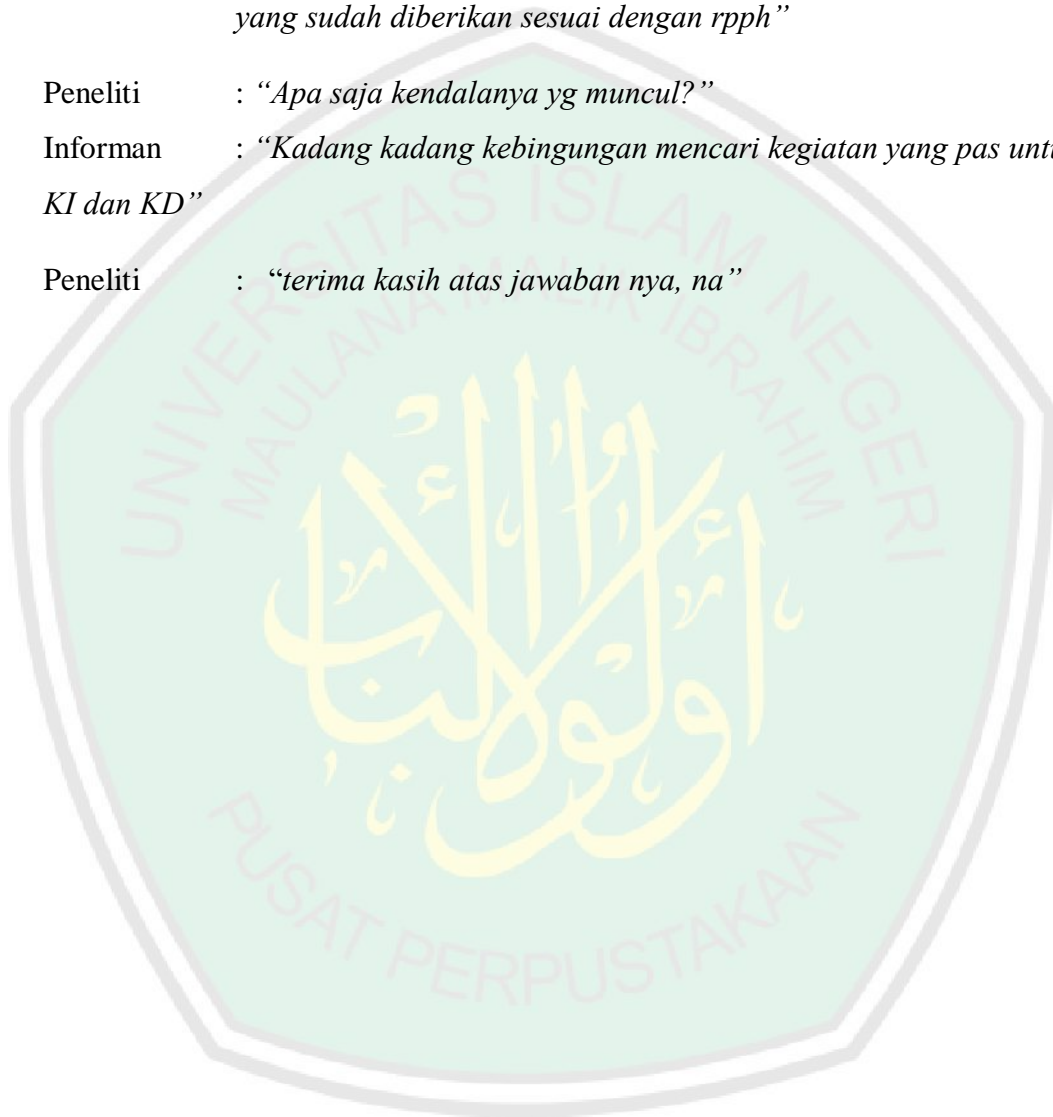 yang sudah diberikan sesuai dengan rpph”
Peneliti : “Apa saja kendalanya yg muncul?”
Informan : “Kadang kadang kebingungan mencari kegiatan yang pas
KI dan KD”
Peneliti : “terima kasih atas jawaban nya, na”
UNIVERSITAS ISLAM NEGERI
MAULANA MALIK IBRAHIM
أولوا الألباب
PUSAT PERPUSTAKAAN